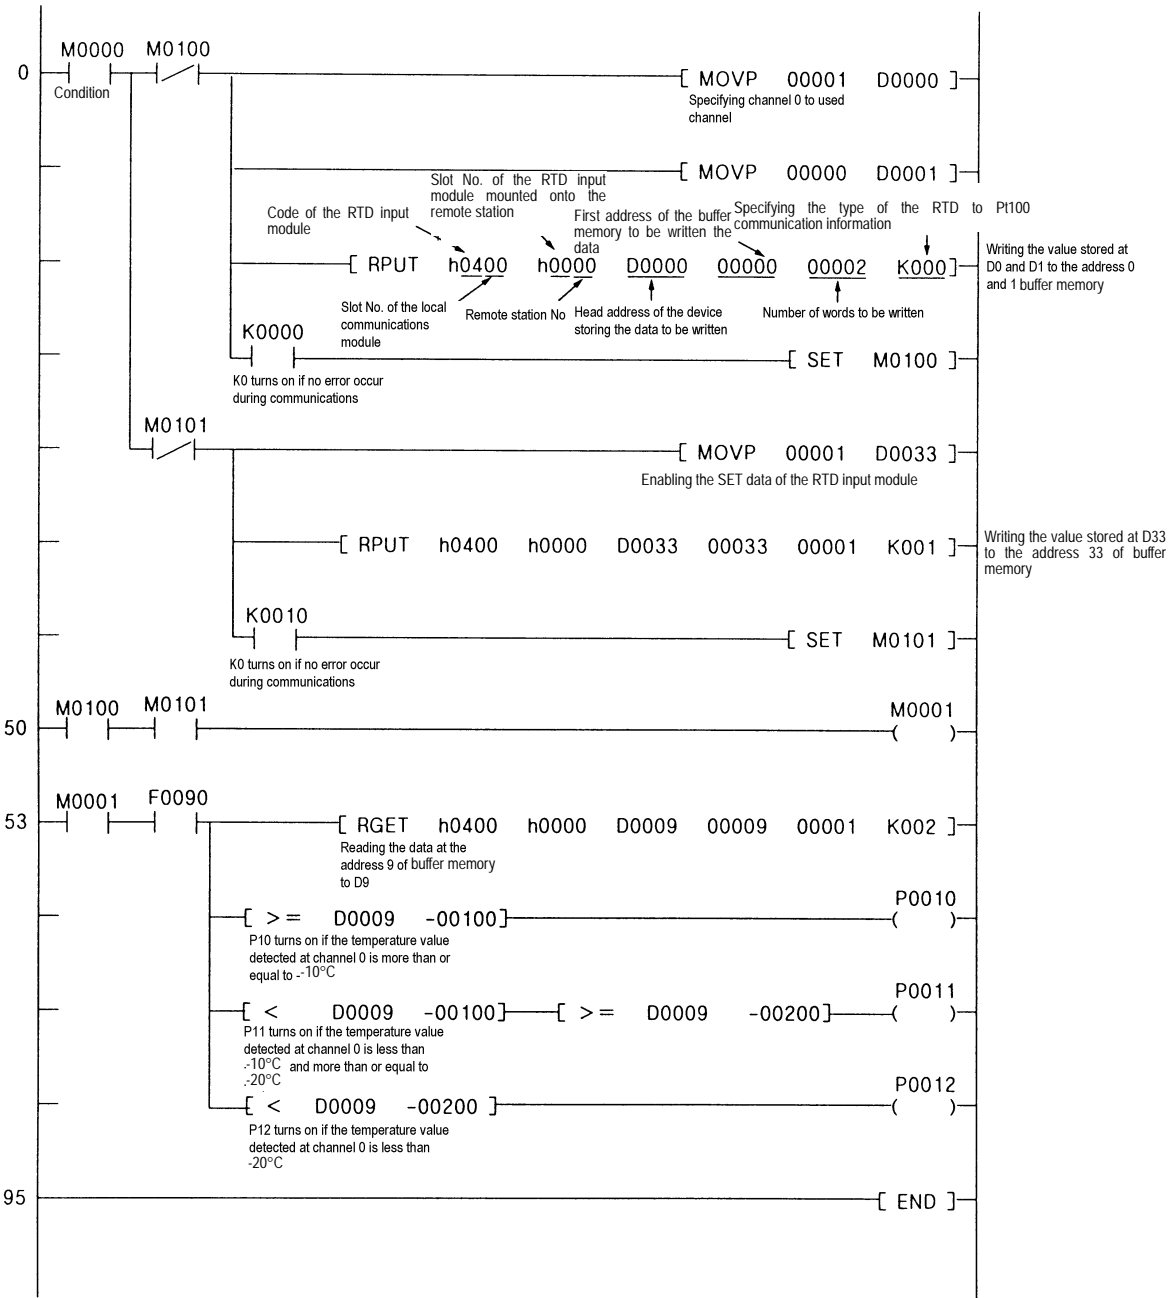 M0000 M0100
0 [ MOVP 00001 D0000 ]
Condition
Specifying channel 0 to used
channel
[ MOVP 00000 D0001 ]
Slot No. of the RTD input
module mounted onto the
remote station
Code of the RTD input
module
First address of the buffer
memory to be written the
data
Specifying the type of the RTD to Pt100
communication information
[ RPUT h0400 h0000 D0000 00000 00002 K000]
Writing the value stored at
D0 and D1 to the address 0
and 1 buffer memory
Slot No. of the local
communications
module
Remote station No
Head address of the device
storing the data to be written
Number of words to be written
K0000
[ SET M0100 ]
K0 turns on if no error occur
during communications
M0101
[ MOVP 00001 D0033 ]
Enabling the SET data of the RTD input module
[ RPUT h0400 h0000 D0033 00033 00001 K001 ]
Writing the value stored at D33
to the address 33 of buffer
memory
K0010
[ SET M0101 ]
K0 turns on if no error occur
during communications
M0100 M0101 M0001
50 ( )
M0001 F0090
53 [ RGET h0400 h0000 D0009 00009 00001 K002 ]
Reading the data at the
address 9 of buffer memory
to D9
P0010
[ >= D0009 -00100] ( )
P10 turns on if the temperature value
detected at channel 0 is more than or
equal to --10°C
P0011
[ < D0009 -00100] [ >= D0009 -00200] ( )
P11 turns on if the temperature value
detected at channel 0 is less than
.-10°C and more than or equal to
.-20°C
P0012
[ < D0009 -00200 ] ( )
P12 turns on if the temperature value
detected at channel 0 is less than
-20°C
95 [ END ]